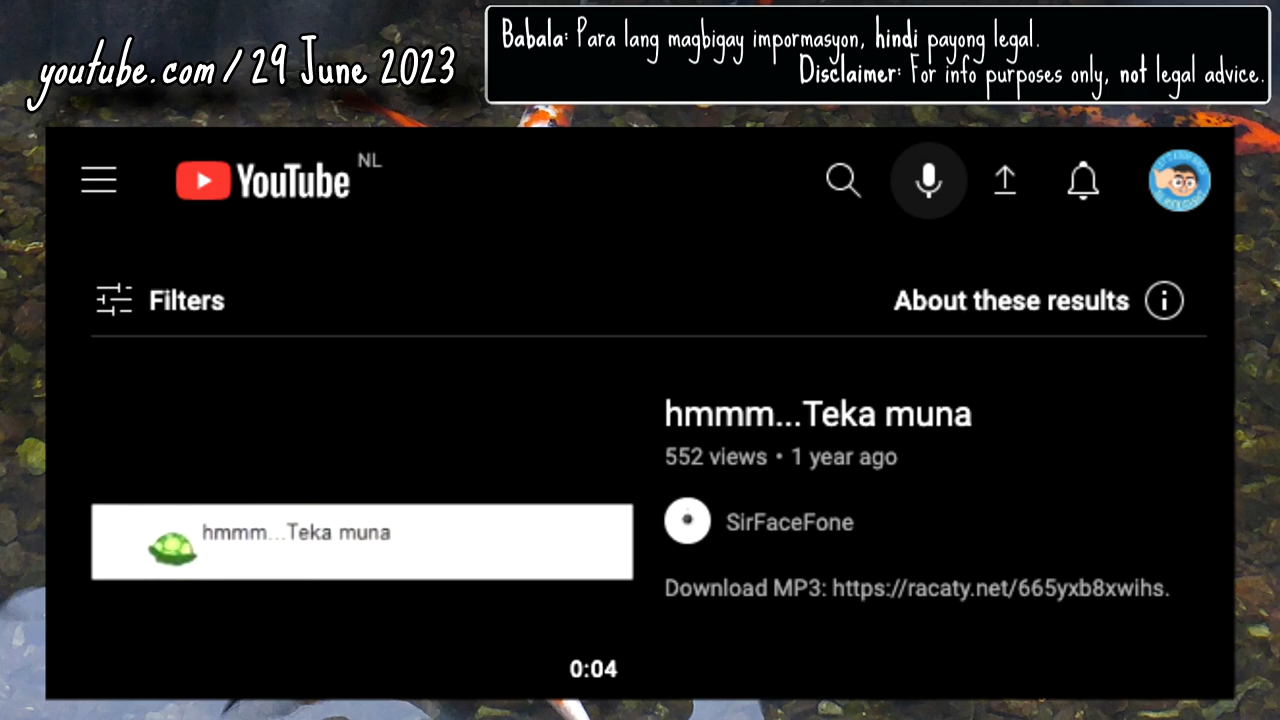 youtube.com / 29 June 2023
Babala: Para lang magbigay impormasyon, hindi payong legal.
Disclaimer: For info purposes only, not legal advice.
YouTube NL
Filters
About these results
hmmm...Teka muna
552 views • 1 year ago
hmmm...Teka muna
SirFaceFone
Download MP3: https://racaty.net/665yxb8xwihs.
0:04